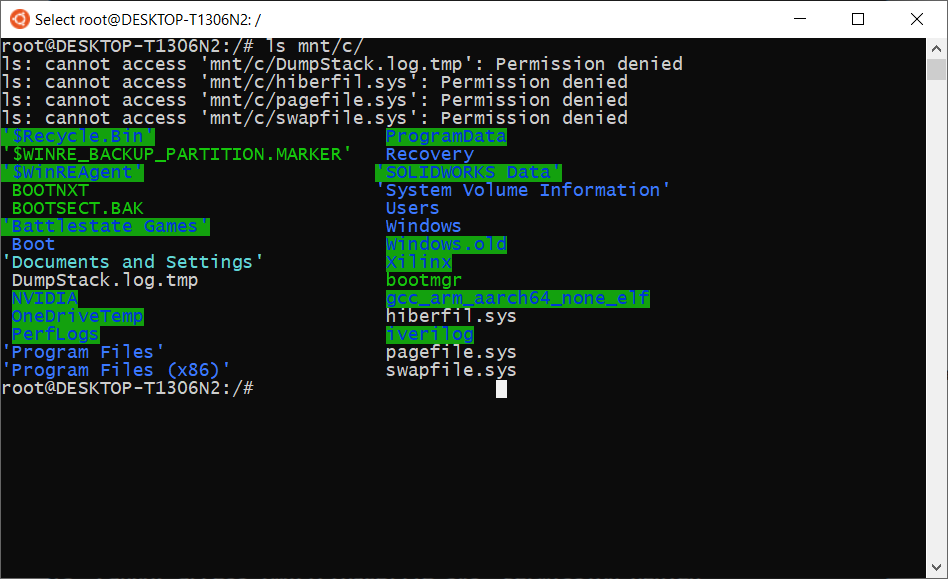 Select root@DESKTOP-T1306N2: /
root@DESKTOP-T1306N2:/# ls mnt/c/
ls: cannot access 'mnt/c/DumpStack.log.tmp': Permission denied
ls: cannot access 'mnt/c/hiberfil.sys': Permission denied
ls: cannot access 'mnt/c/pagefile.sys': Permission denied
ls: cannot access 'mnt/c/swapfile.sys': Permission denied
'$Recycle.Bin' ProgramData
'$WINRE_BACKUP_PARTITION.MARKER' Recovery
'$WinREAgent' 'SOLIDWORKS Data'
BOOTNXT 'System Volume Information'
BOOTSECT.BAK Users
'Battlestate Games' Windows
Boot Windows.old
'Documents and Settings' Xilinx
DumpStack.log.tmp bootmgr
NVIDIA gcc_arm_aarch64_none_elf
OneDriveTemp hiberfil.sys
PerfLogs iverilog
'Program Files' pagefile.sys
'Program Files (x86)' swapfile.sys
root@DESKTOP-T1306N2:/#